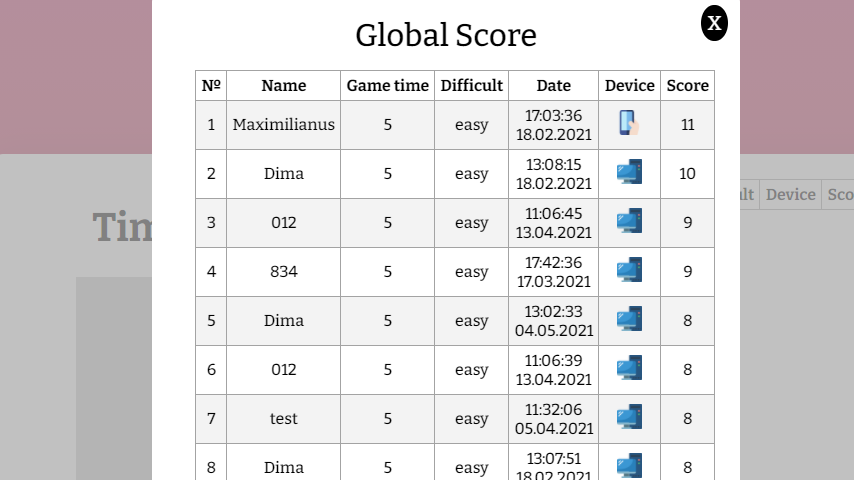 Global Score
X
Nº Name Game time Difficult Date Device Score
1 Maximilianus 5 easy 17:03:36 18.02.2021 11
2 Dima 5 easy 13:08:15 18.02.2021 10
3 012 5 easy 11:06:45 13.04.2021 9
4 834 5 easy 17:42:36 17.03.2021 9
5 Dima 5 easy 13:02:33 04.05.2021 8
6 012 5 easy 11:06:39 13.04.2021 8
7 test 5 easy 11:32:06 05.04.2021 8
8 Dima 5 easy 13:07:51 18.02.2021 8
Tim
lt Device Sco